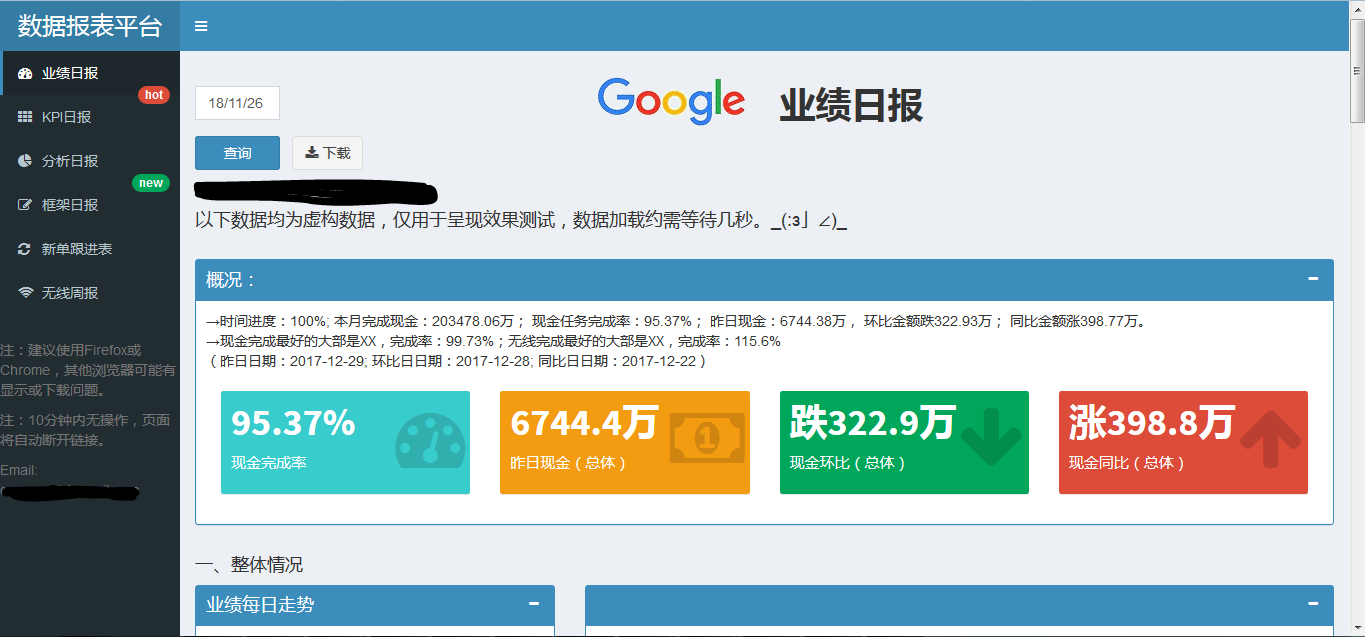 数据报表平台
业绩日报
hot
KPI日报
分析日报
new
框架日报
新单跟进表
无线周报
注：建议使用Firefox或
Chrome，其他浏览器可能有
显示或下载问题。
注：10分钟内无操作，页面
将自动断开链接。
Email:
Google 业绩日报
18/11/26
查询 下载
以下数据均为虚构数据，仅用于呈现效果测试，数据加载约需等待几秒。_(:з」∠)_
概况：
→时间进度：100%; 本月完成现金：203478.06万； 现金任务完成率：95.37%； 昨日现金：6744.38万， 环比金额跌322.93万； 同比金额涨398.77万。
→现金完成最好的大部是XX，完成率：99.73%；无线完成最好的大部是XX，完成率：115.6%
（昨日日期：2017-12-29; 环比日日期：2017-12-28; 同比日日期：2017-12-22）
95.37%
现金完成率
6744.4万
1
昨日现金（总体）
跌322.9万
现金环比（总体）
涨398.8万
现金同比（总体）
一、整体情况
业绩每日走势